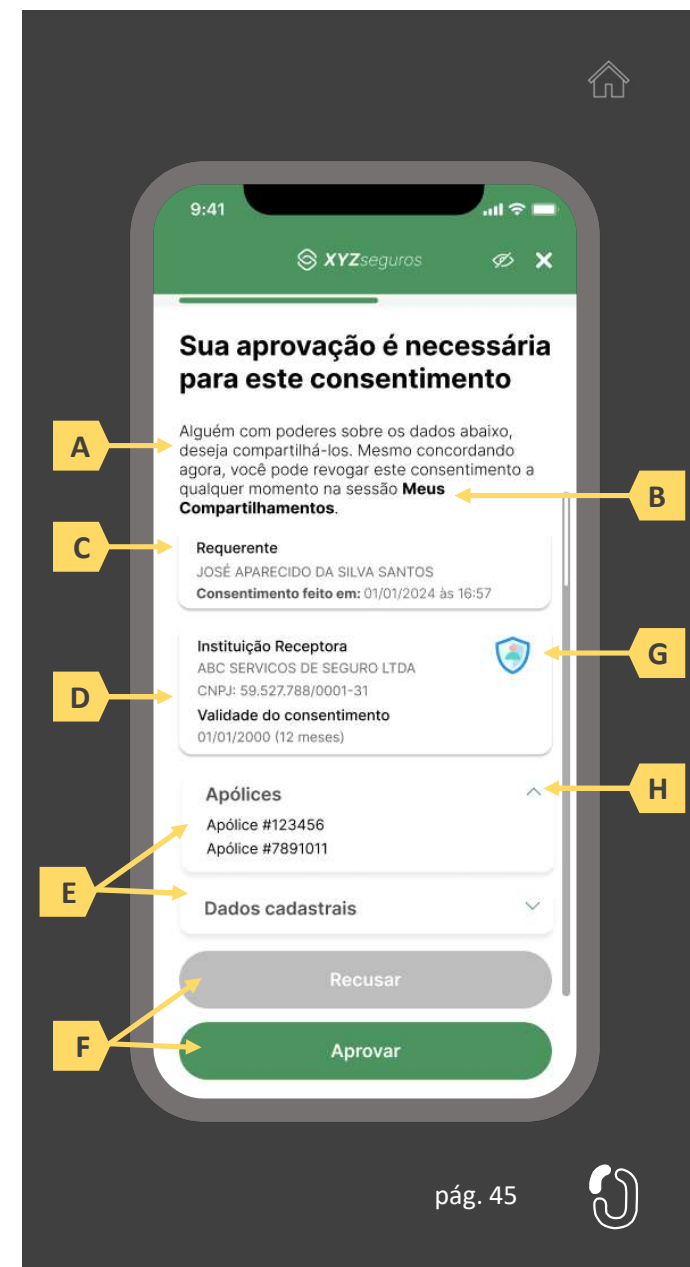 9:41
XYZseguros
Sua aprovação é necessária
para este consentimento
A
Alguém com poderes sobre os dados abaixo,
deseja compartilhá-los. Mesmo concordando
agora, você pode revogar este consentimento a
qualquer momento na sessão Meus
Compartilhamentos.
B
C
Requerente
JOSÉ APARECIDO DA SILVA SANTOS
Consentimento feito em: 01/01/2024 às 16:57
Instituição Receptora
ABC SERVICOS DE SEGURO LTDA
CNPJ: 59.527.788/0001-31
Validade do consentimento
01/01/2000 (12 meses)
G
D
Apólices
H
Apólice #123456
Apólice #7891011
E
Dados cadastrais
Recusar
F
Aprovar
pág. 45